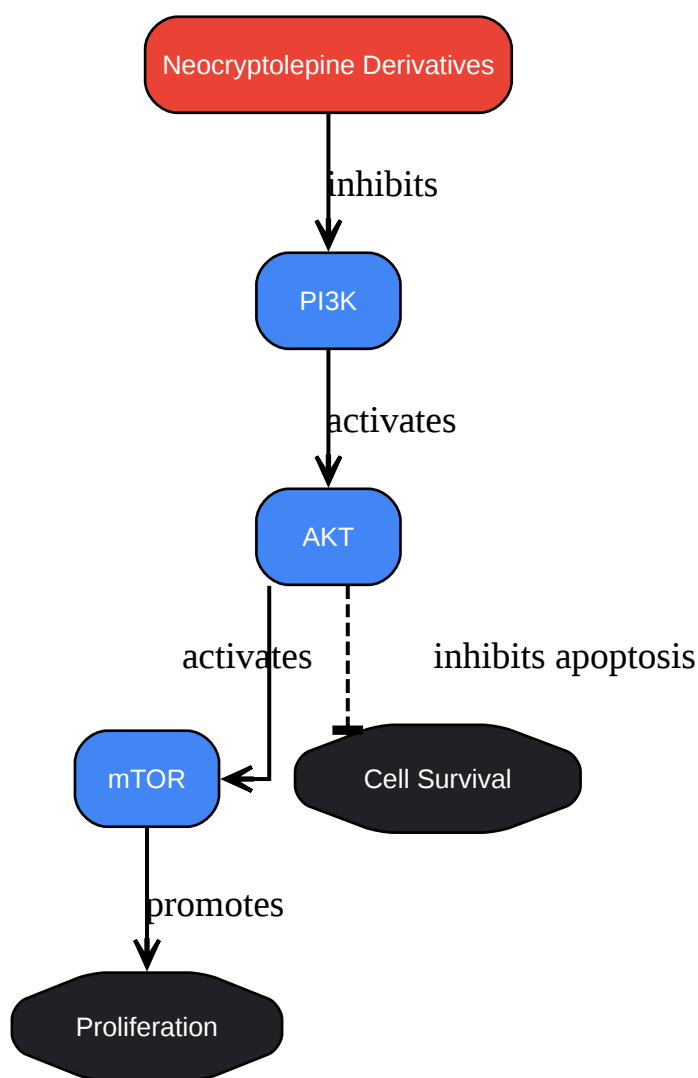 Neocryptolepine Derivatives
inhibits
PI3K
activates
AKT
activates
inhibits apoptosis
mTOR
Cell Survival
promotes
Proliferation